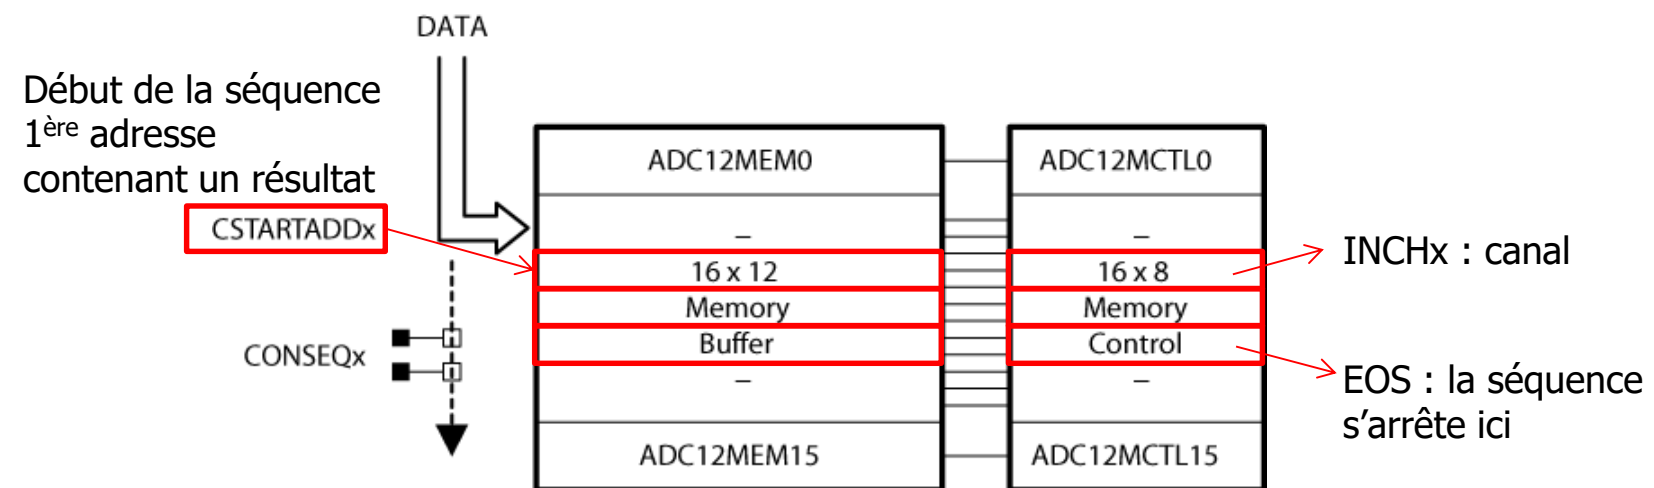 DATA
Début de la séquence
1ère adresse
contenant un résultat
CSTARTADDx
CONSEQx
ADC12MEM0
–
16 x 12
Memory
Buffer
–
ADC12MEM15
ADC12MCTL0
–
16 x 8
Memory
Control
–
ADC12MCTL15
INCHx : canal
EOS : la séquence
s’arrête ici